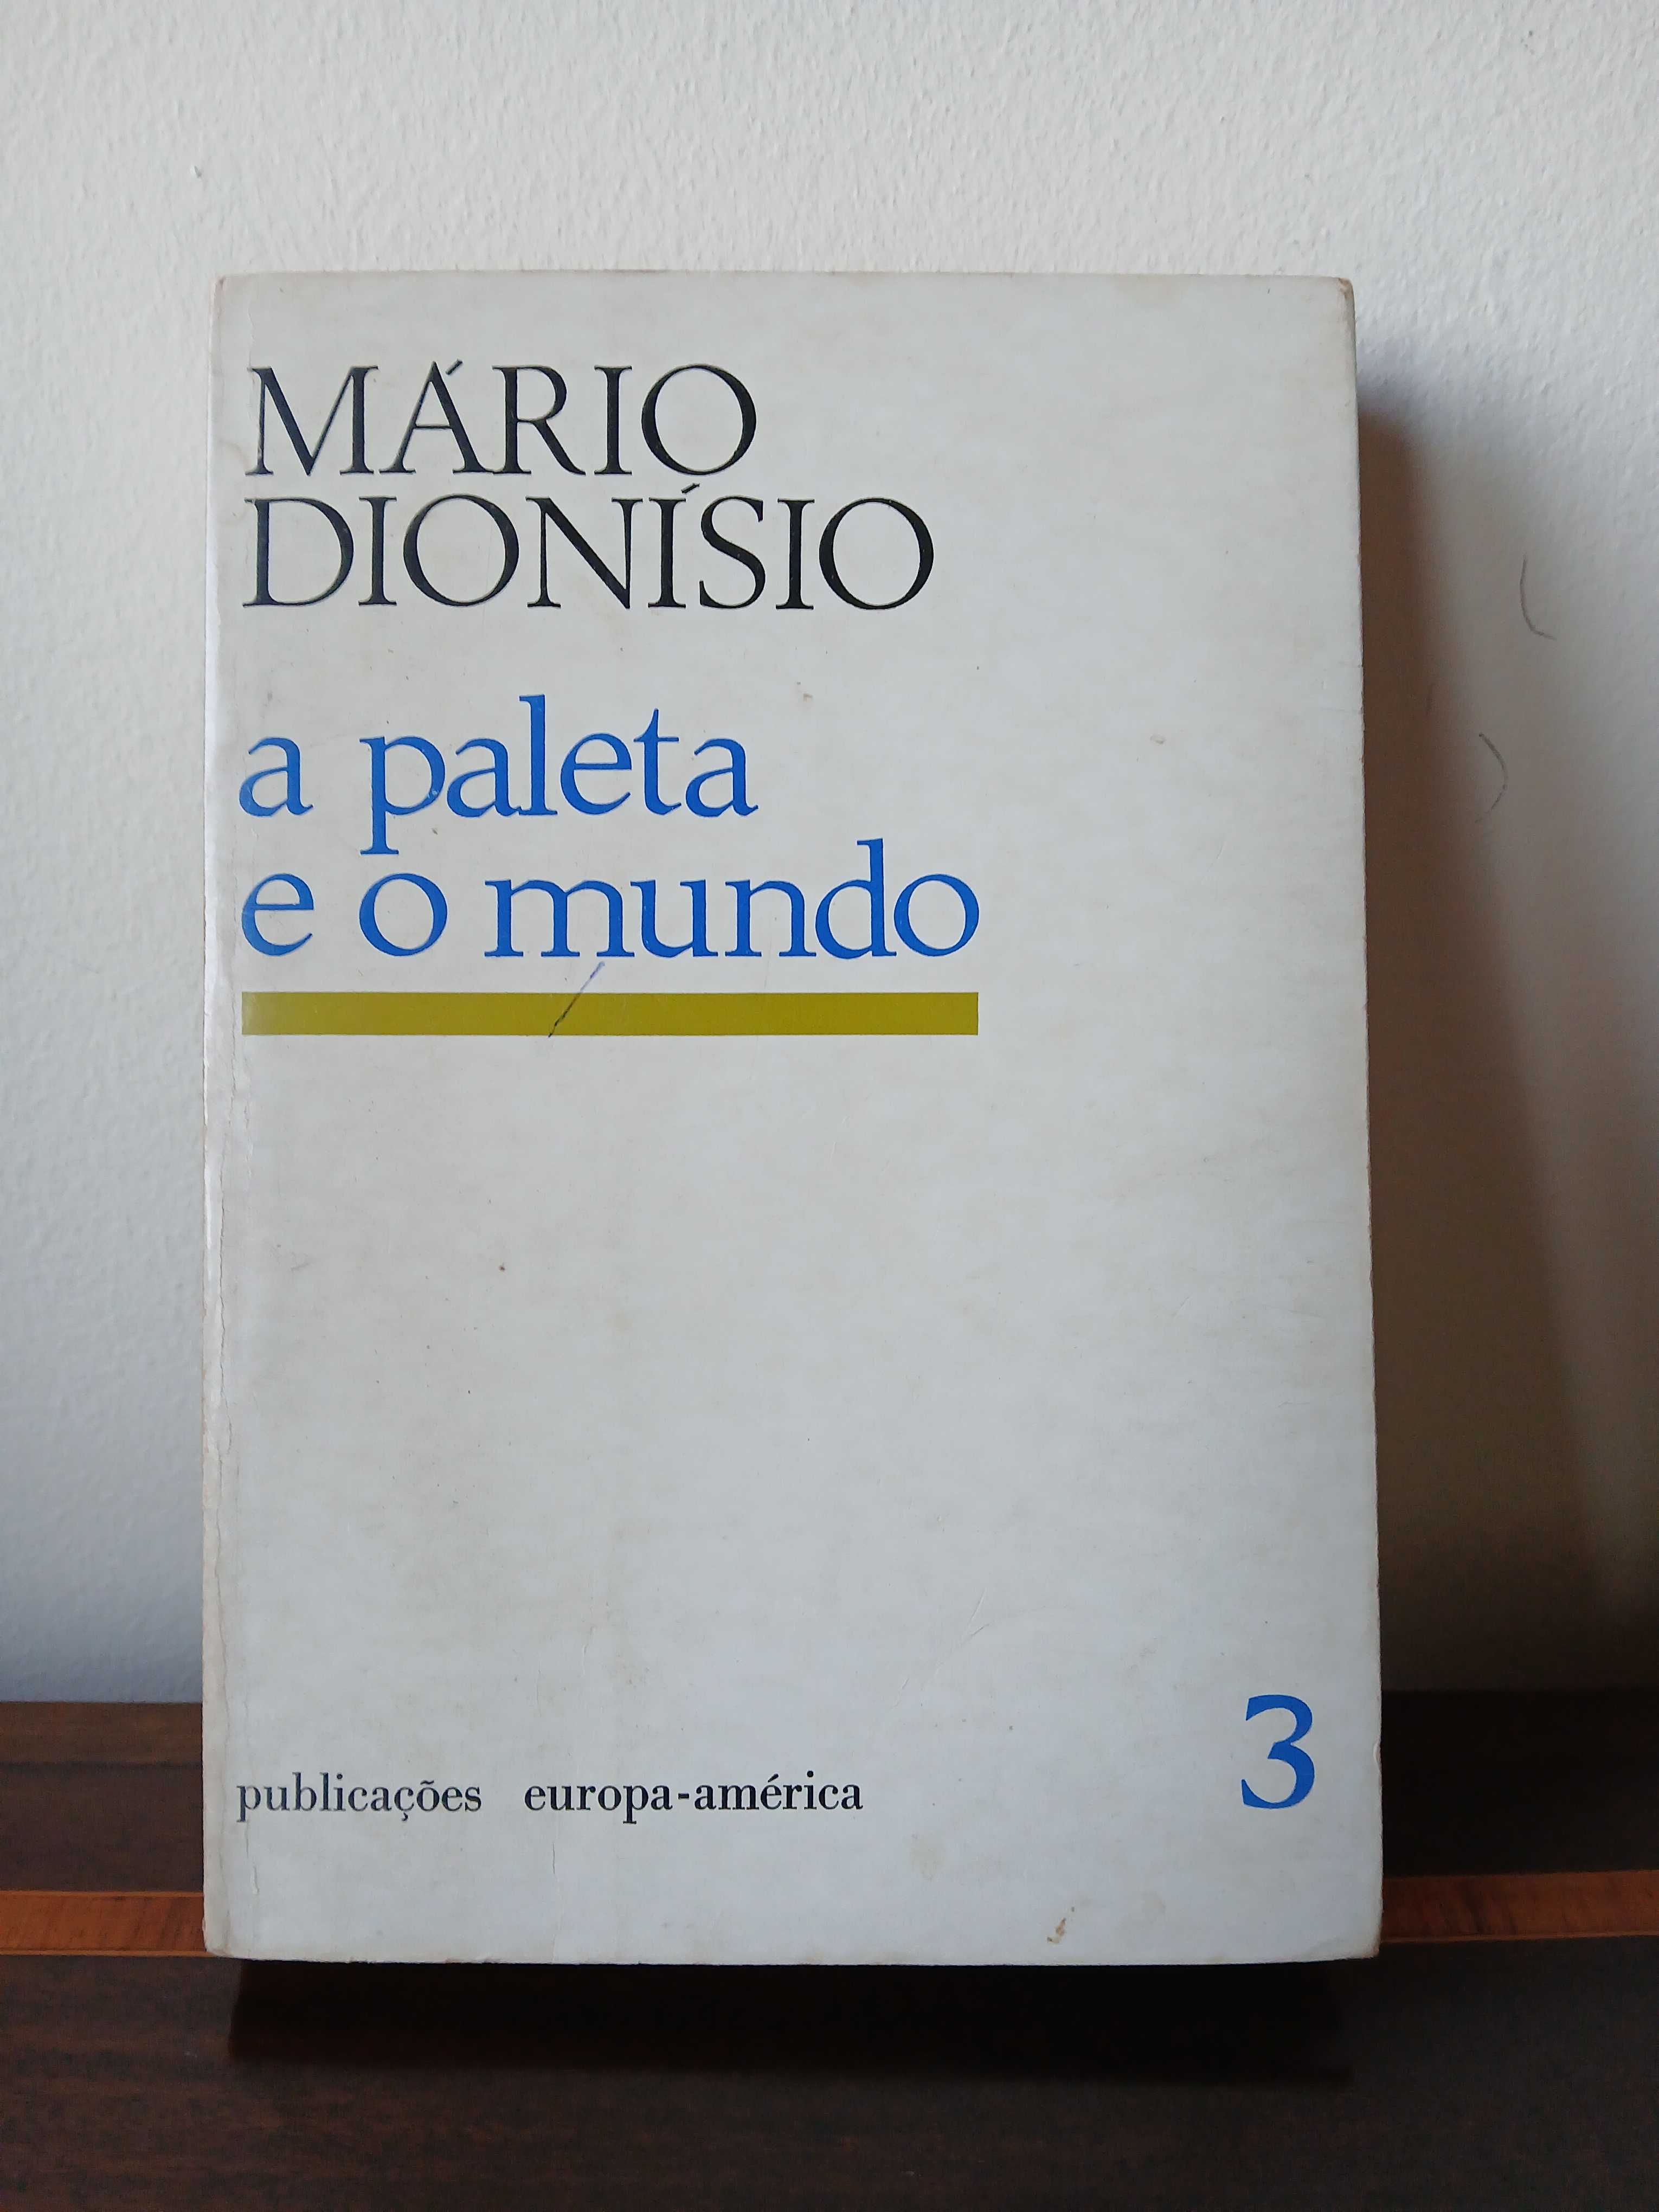 MÁRIO
DIONÍSIO
a paleta
e o mundo
publicações europa-américa
3